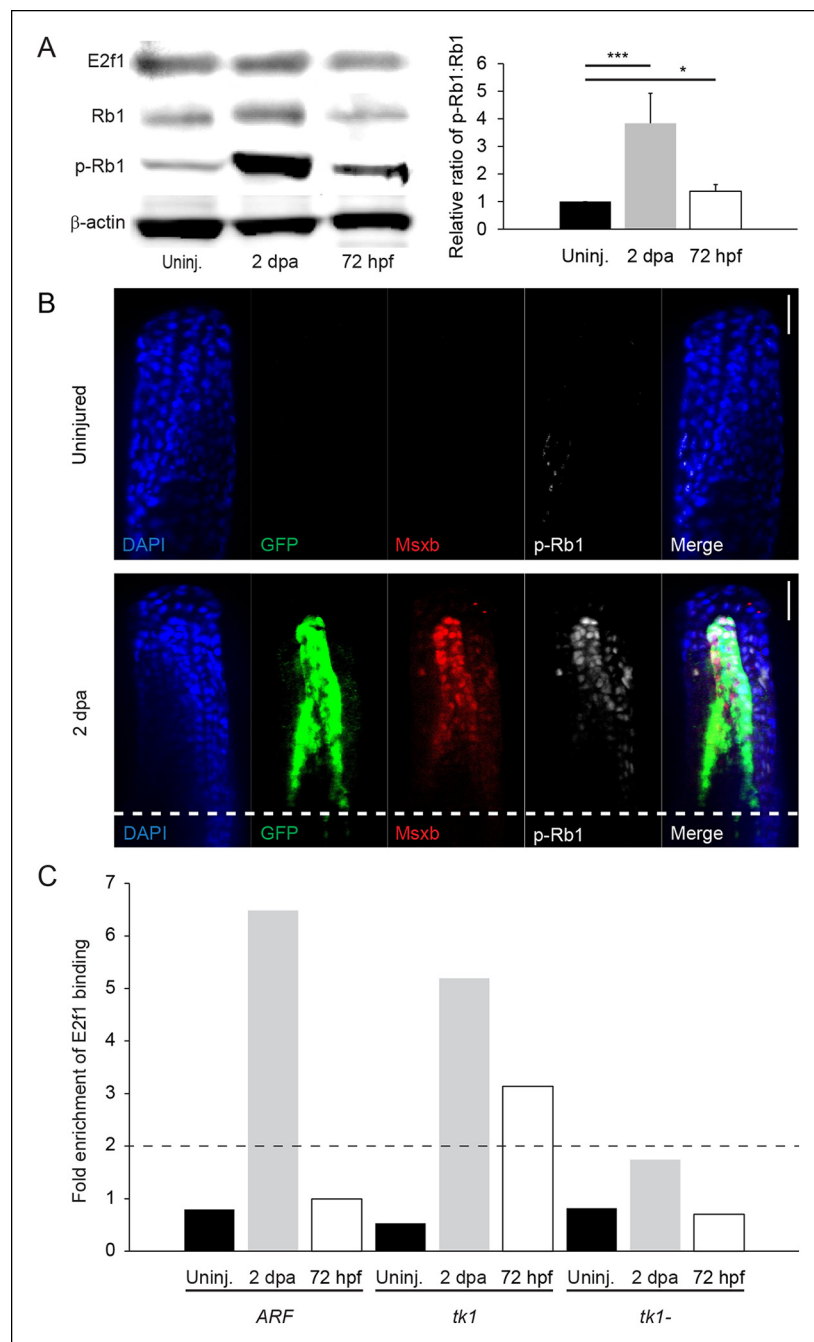 A
E2f1
Rb1
p-Rb1
β-actin
Uninj. 2 dpa 72 hpf
Relative ratio of p-Rb1:Rb1
6
5
4
3
2
1
0
***
*
Uninj. 2 dpa 72 hpf
B
Uninjured
DAPI GFP Msxb p-Rb1 Merge
2 dpa
DAPI GFP Msxb p-Rb1 Merge
C
Fold enrichment of E2f1 binding
7
6
5
4
3
2
1
0
Uninj. 2 dpa 72 hpf Uninj. 2 dpa 72 hpf Uninj. 2 dpa 72 hpf
ARF tk1 tk1-